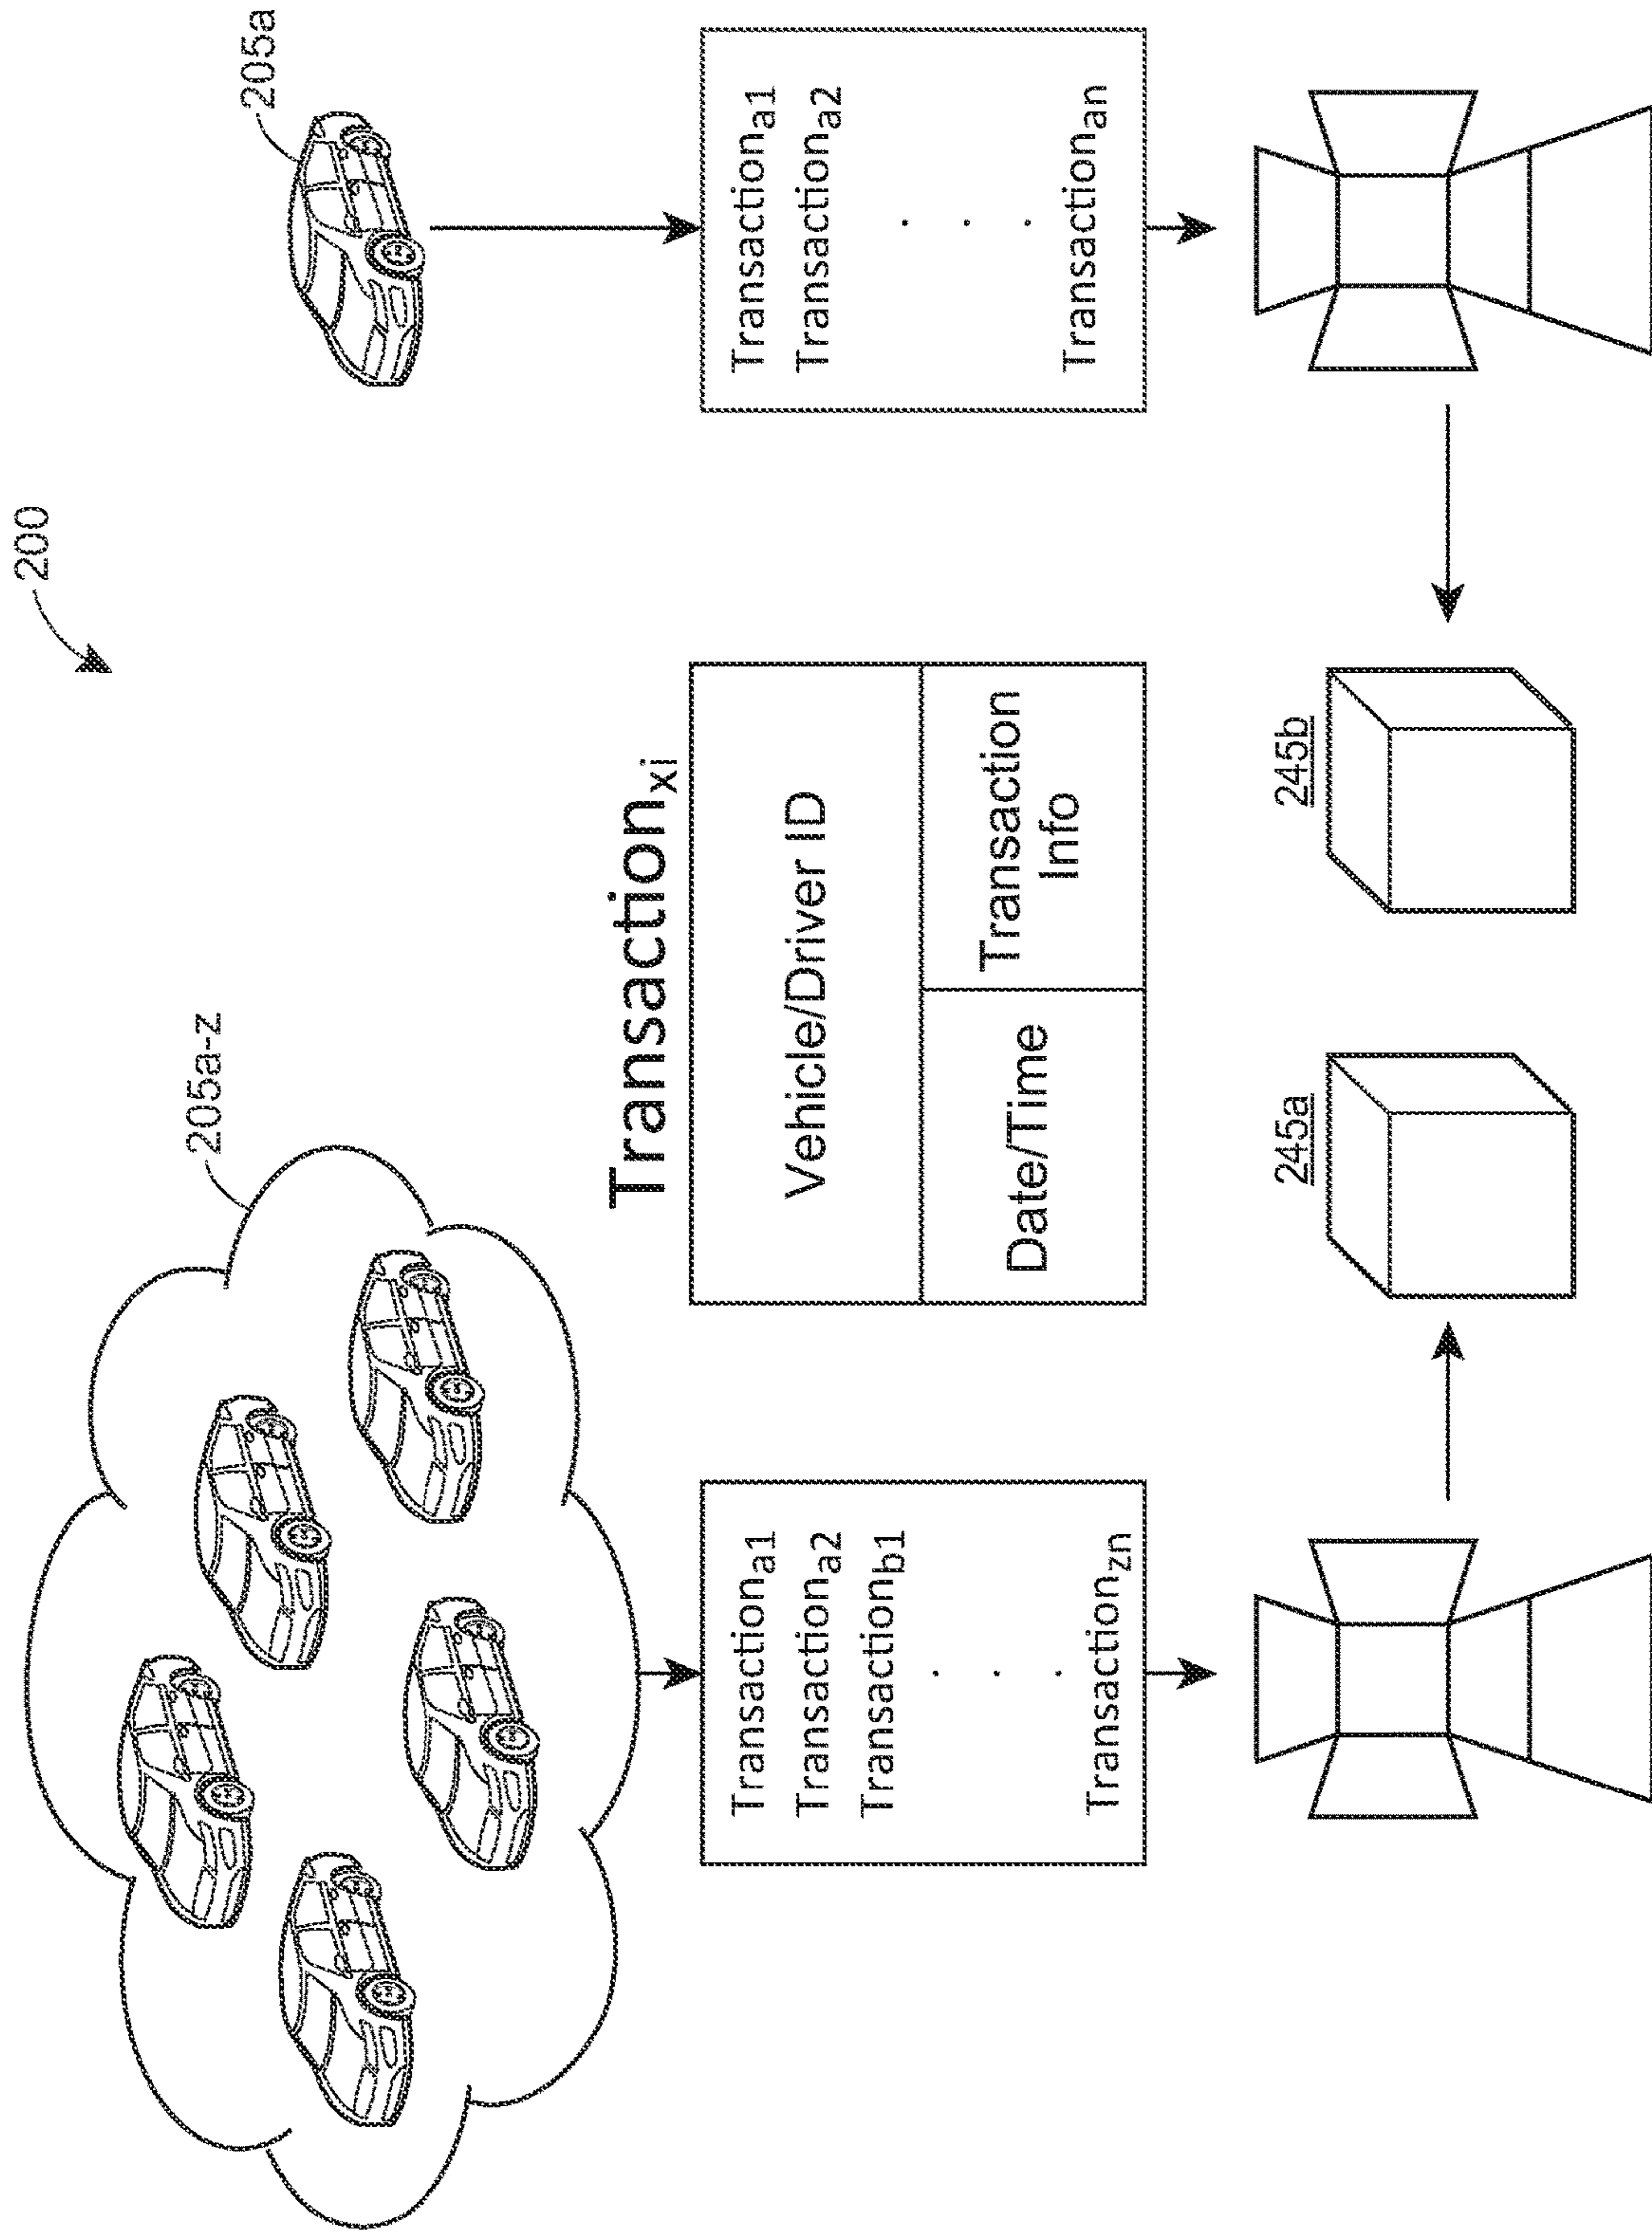 200
205a-z
205a
Transaction_a1
Transaction_a2
Transaction_b1
.
.
.
Transaction_zn
Transaction_xi
Vehicle/Driver ID
Date/Time
Transaction
Info
Transaction_a1
Transaction_a2
.
.
.
Transaction_an
245a
245b